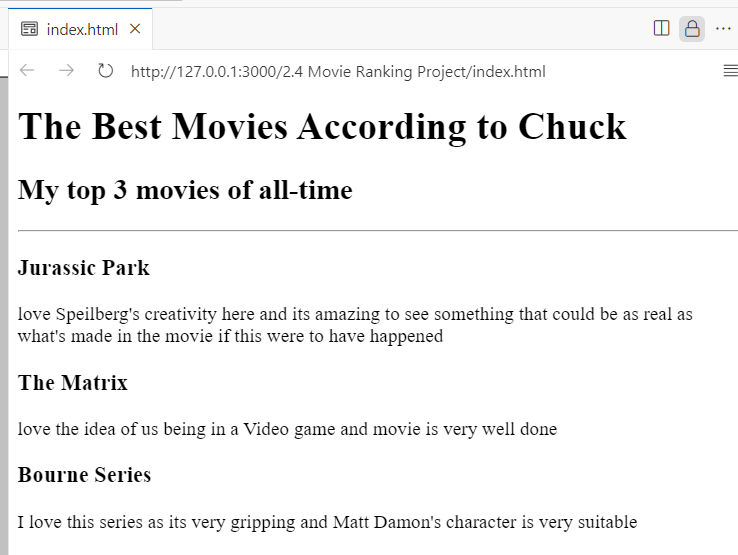 index.html
http://127.0.0.1:3000/2.4 Movie Ranking Project/index.html
The Best Movies According to Chuck
My top 3 movies of all-time
Jurassic Park
love Speilberg's creativity here and its amazing to see something that could be as real as
what's made in the movie if this were to have happened
The Matrix
love the idea of us being in a Video game and movie is very well done
Bourne Series
I love this series as its very gripping and Matt Damon's character is very suitable